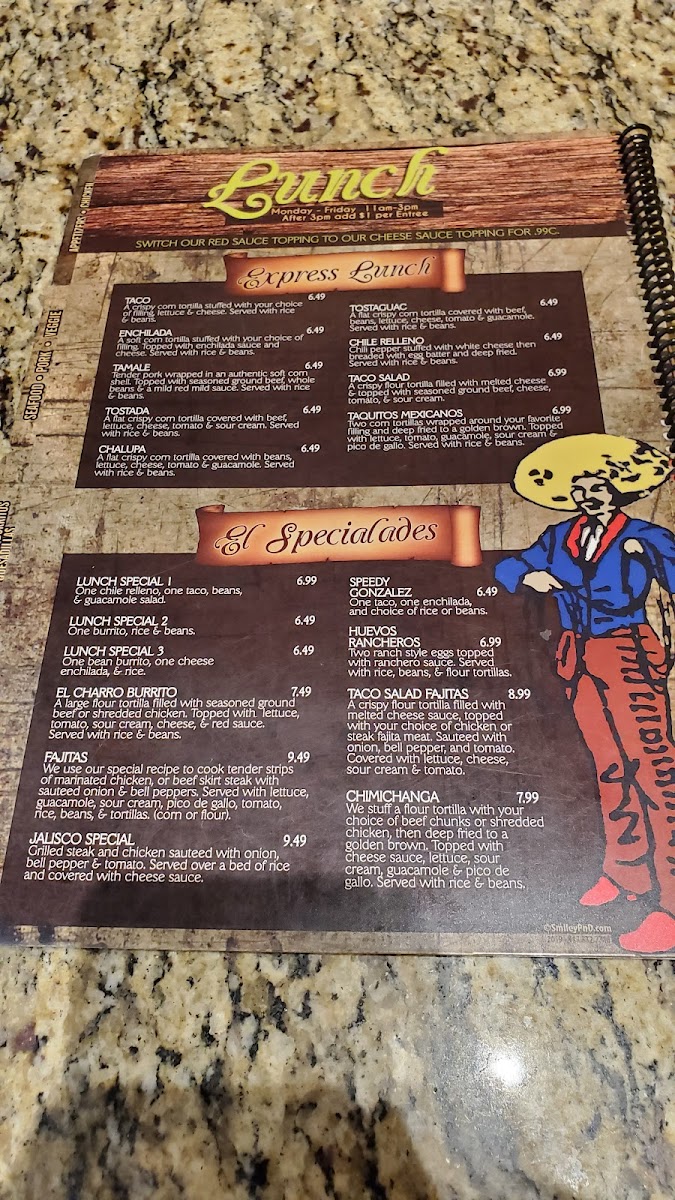 Lunch
Monday - Friday 11am-3pm
After 3pm add $1 per Entree
SWITCH OUR RED SAUCE TOPPING TO OUR CHEESE SAUCE TOPPING FOR .99C.
APPITIZERS • CHICKEN
SEAFOOD • PORK • VEGGIE
Express Lunch
TACO 6.49
A crispy corn tortilla stuffed with your choice
of filling, lettuce & cheese. Served with rice
& beans.
ENCHILADA 6.49
A soft corn tortilla stuffed with your choice of
filling. Topped with enchilada sauce and
cheese. Served with rice & beans.
TAMALE 6.49
Tender pork wrapped in an authentic soft corn
shell. Topped with seasoned ground beef, whole
beans & a mild red mild sauce. Served with rice
& beans.
TOSTADA 6.49
A flat crispy corn tortilla covered with beef,
lettuce, cheese, tomato & sour cream. Served
with rice & beans.
CHALUPA 6.49
A flat crispy corn tortilla covered with beans,
lettuce, cheese, tomato & guacamole. Served
with rice & beans.
TOSTAGUAC 6.49
A flat crispy corn tortilla covered with beef,
beans, lettuce, cheese, tomato & guacamole.
Served with rice & beans.
CHILE RELLENO 6.49
Chili pepper stuffed with white cheese then
breaded with egg batter and deep fried.
Served with rice & beans.
TACO SALAD 6.99
A crispy flour tortilla filled with melted cheese
& topped with seasoned ground beef, cheese,
tomato, & sour cream.
TAQUITOS MEXICANOS 6.99
Two corn tortillas wrapped around your favorite
filling and deep fried to a golden brown. Topped
with lettuce, tomato, guacamole, sour cream &
pico de gallo. Served with rice & beans.
El Specialades
LUNCH SPECIAL 1 6.99
One chile relleno, one taco, beans,
& guacamole salad.
LUNCH SPECIAL 2 6.49
One burrito, rice & beans.
LUNCH SPECIAL 3 6.49
One bean burrito, one cheese
enchilada, & rice.
EL CHARRO BURRITO 7.49
A large flour tortilla filled with seasoned ground
beef or shredded chicken. Topped with lettuce,
tomato, sour cream, cheese, & red sauce.
Served with rice & beans.
FAJITAS 9.49
We use our special recipe to cook tender strips
of marinated chicken, or beef skirt steak with
sauteed onion & bell peppers. Served with lettuce,
guacamole, sour cream, pico de gallo, tomato,
rice, beans, & tortillas. (corn or flour).
JALISCO SPECIAL 9.49
Grilled steak and chicken sauteed with onion,
bell pepper & tomato. Served over a bed of rice
and covered with cheese sauce.
SPEEDY
GONZALEZ 6.49
One taco, one enchilada,
and choice of rice or beans.
HUEVOS
RANCHEROS 6.99
Two ranch style eggs topped
with ranchero sauce. Served
with rice, beans, & flour tortillas.
TACO SALAD FAJITAS 8.99
A crispy flour tortilla filled with
melted cheese sauce, topped
with your choice of chicken or
steak fajita meat. Sauteed with
onion, bell pepper, and tomato.
Covered with lettuce, cheese,
sour cream & tomato.
CHIMICHANGA 7.99
We stuff a flour tortilla with your
choice of beef chunks or shredded
chicken, then deep fried to a
golden brown. Topped with
cheese sauce, lettuce, sour
cream, guacamole & pico de
gallo. Served with rice & beans.
©SmileyPnD.com